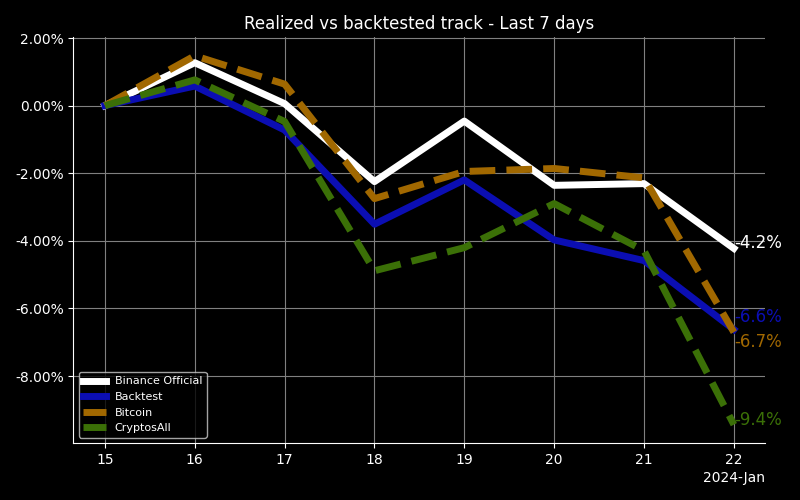 Realized vs backtested track - Last 7 days
2.00%
0.00%
-2.00%
-4.00%
-6.00%
-8.00%
-4.2%
-6.6%
-6.7%
-9.4%
Binance Official
Backtest
Bitcoin
CryptosAll
15 16 17 18 19 20 21 22
2024-Jan